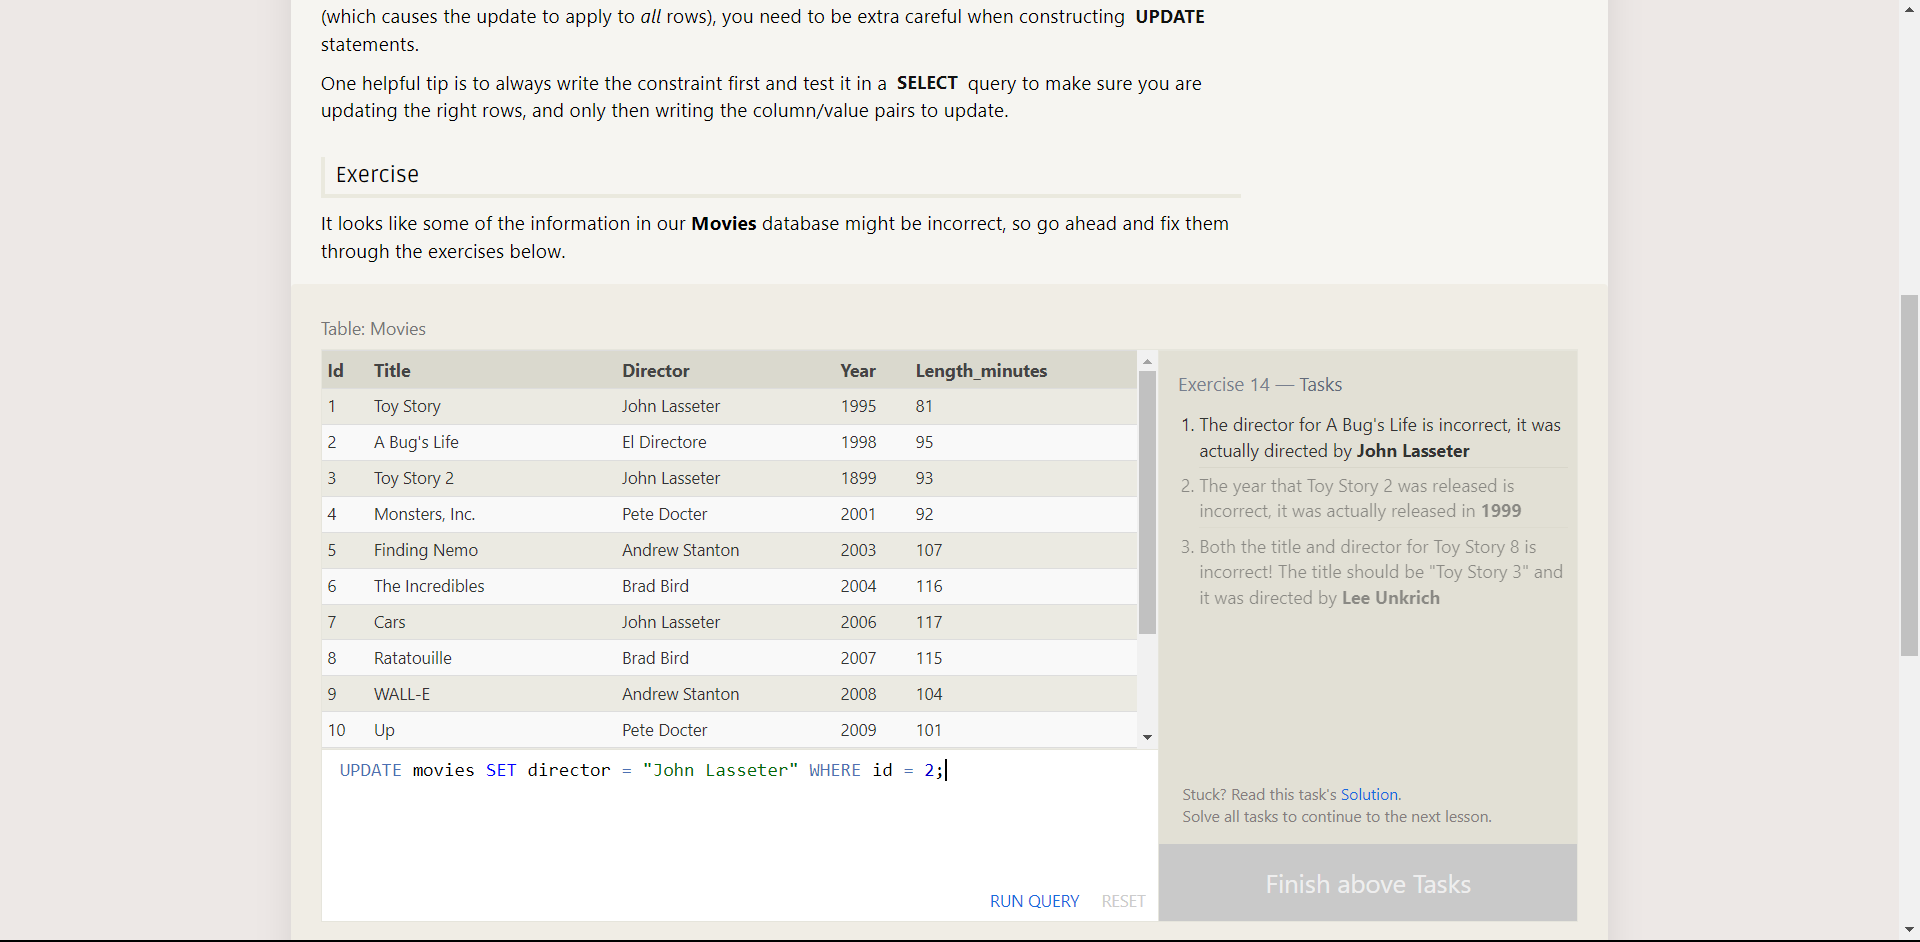 (which causes the update to apply to all rows), you need to be extra careful when constructing UPDATE
statements.
One helpful tip is to always write the constraint first and test it in a SELECT query to make sure you are
updating the right rows, and only then writing the column/value pairs to update.
Exercise
It looks like some of the information in our Movies database might be incorrect, so go ahead and fix them
through the exercises below.
Table: Movies
Id Title Director Year Length_minutes
1 Toy Story John Lasseter 1995 81
2 A Bug's Life El Directore 1998 95
3 Toy Story 2 John Lasseter 1899 93
4 Monsters, Inc. Pete Docter 2001 92
5 Finding Nemo Andrew Stanton 2003 107
6 The Incredibles Brad Bird 2004 116
7 Cars John Lasseter 2006 117
8 Ratatouille Brad Bird 2007 115
9 WALL-E Andrew Stanton 2008 104
10 Up Pete Docter 2009 101
UPDATE movies SET director = "John Lasseter" WHERE id = 2;
RUN QUERY RESET
Exercise 14 — Tasks
1. The director for A Bug's Life is incorrect, it was
actually directed by John Lasseter
2. The year that Toy Story 2 was released is
incorrect, it was actually released in 1999
3. Both the title and director for Toy Story 8 is
incorrect! The title should be "Toy Story 3" and
it was directed by Lee Unkrich
Stuck? Read this task's Solution.
Solve all tasks to continue to the next lesson.
Finish above Tasks